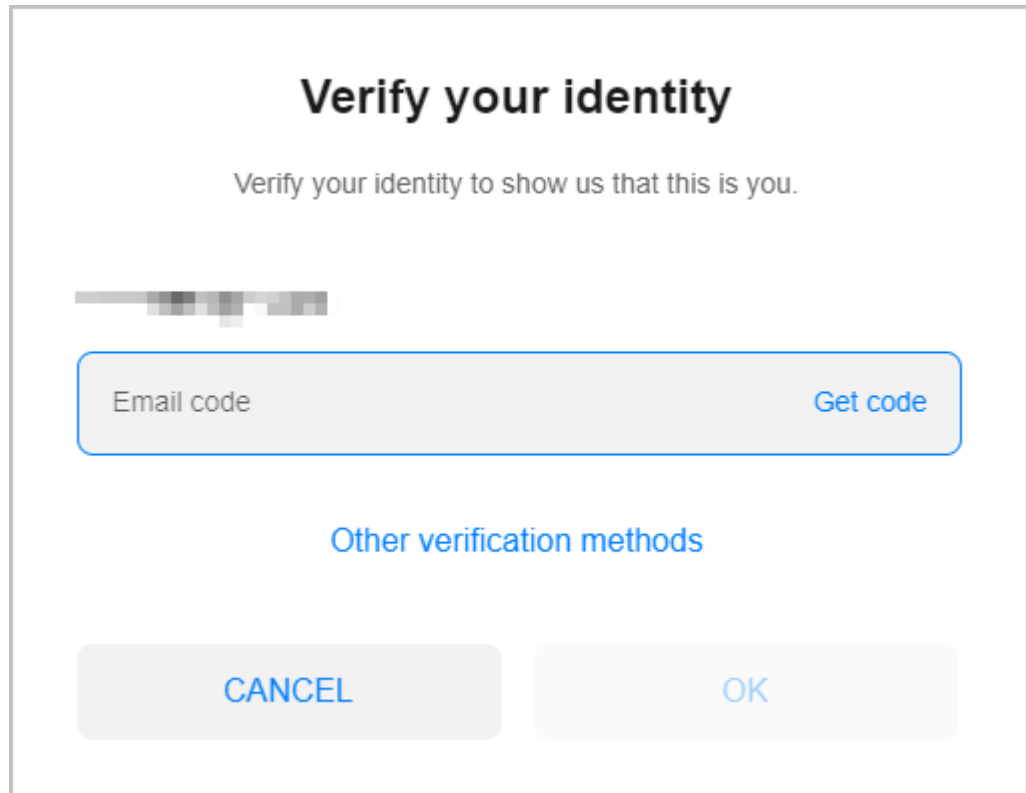 Verify your identity
Verify your identity to show us that this is you.
Email code Get code
Other verification methods
CANCEL OK